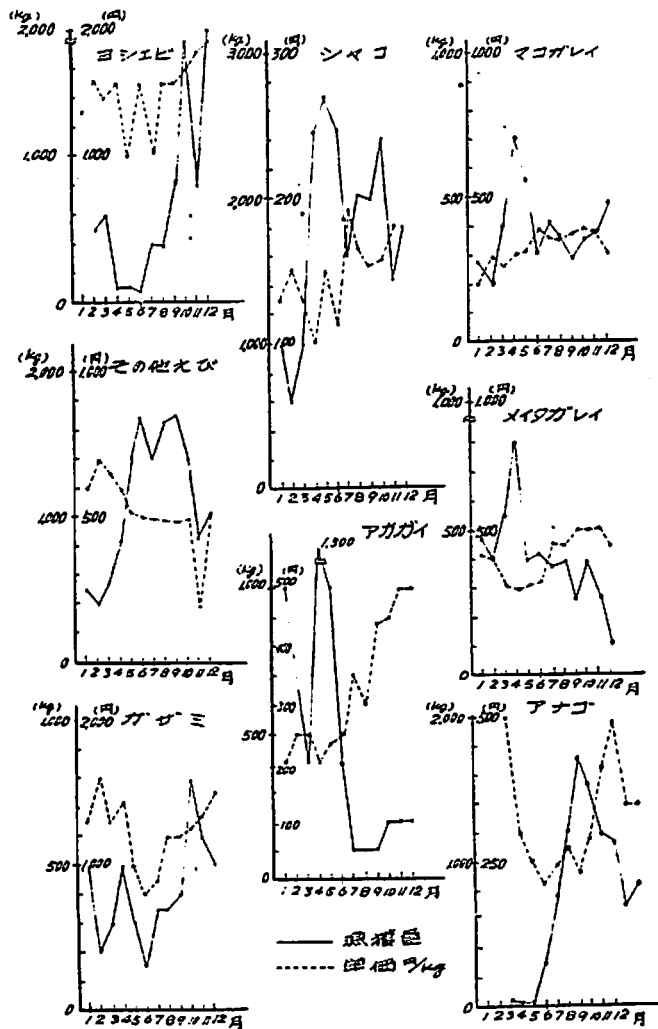 (kg) (円)
2,000 2,000
ヨシエビ
1,000 1,000
0
1 2 3 4 5 6 7 8 9 10 11 12 月
(kg) (円)
3,000 300
シャコ
2,000 200
1,000 100
0
1 2 3 4 5 6 7 8 9 10 11 12 月
(kg) (円)
1,000 1,000
マコガレイ
500 500
0
1 2 3 4 5 6 7 8 9 10 11 12 月
(kg) (円)
2,000 1,000
その他えび
1,000 500
0
1 2 3 4 5 6 7 8 9 10 11 12 月
(kg) (円)
1,000 1,000
メイタガレイ
500 500
0
1 2 3 4 5 6 7 8 9 10 11 12 月
アカガイ
1,300
(kg) (円)
1,000 500
400
300
500
200
100
0
1 2 3 4 5 6 7 8 9 10 11 12 月
(kg) (円)
1,000 2,000
ガザミ
500 1,000
0
1 2 3 4 5 6 7 8 9 10 11 12 月
(kg) (円)
2,000 500
アナゴ
1,000 250
0
1 2 3 4 5 6 7 8 9 10 11 12 月
漁獲量
単価 円/kg